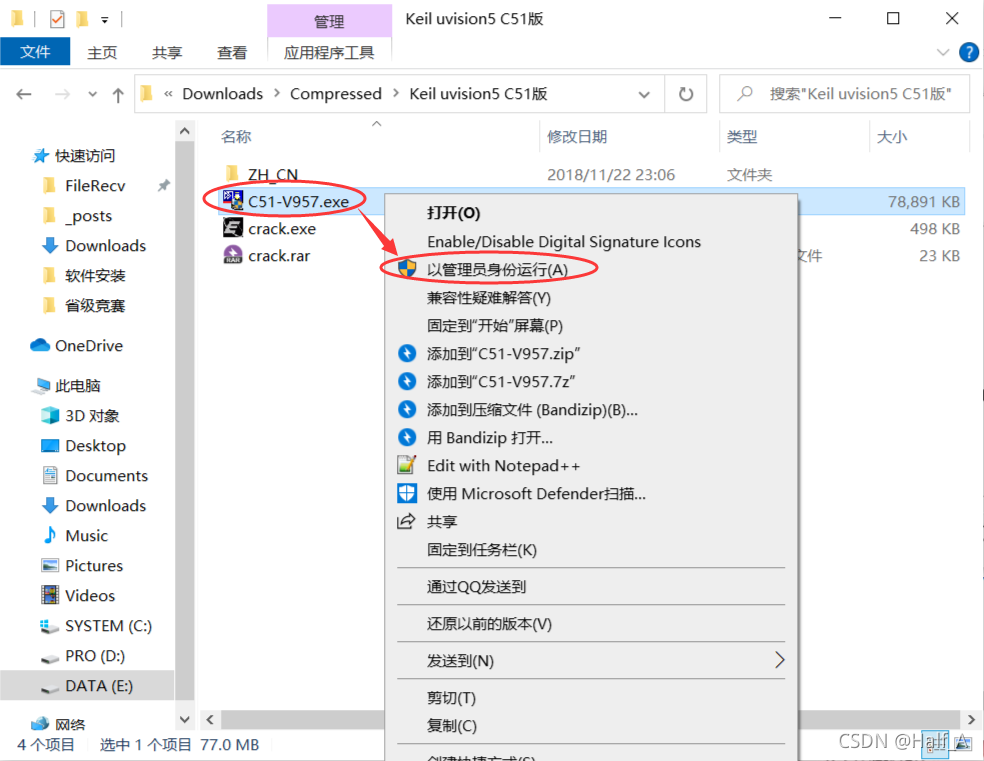 管理
Keil uvision5 C51版
文件 主页 共享 查看 应用程序工具
« Downloads > Compressed > Keil uvision5 C51版
搜索"Keil uvision5 C51版"
名称 修改日期 类型 大小
快速访问
FileRecv
_posts
Downloads
软件安装
省级竞赛
OneDrive
此电脑
3D 对象
Desktop
Documents
Downloads
Music
Pictures
Videos
SYSTEM (C:)
PRO (D:)
DATA (E:)
网络
ZH_CN 2018/11/22 23:06 文件夹
C51-V957.exe 78,891 KB
crack.exe 498 KB
crack.rar 文件 23 KB
打开(O)
Enable/Disable Digital Signature Icons
以管理员身份运行(A)
兼容性疑难解答(Y)
固定到"开始"屏幕(P)
添加到"C51-V957.zip"
添加到"C51-V957.7z"
添加到压缩文件 (Bandizip)(B)...
用 Bandizip 打开...
Edit with Notepad++
使用 Microsoft Defender扫描...
共享
固定到任务栏(K)
通过QQ发送到
还原以前的版本(V)
发送到(N)
剪切(T)
复制(C)
创建快捷方式(S)
4 个项目 选中 1 个项目 77.0 MB
CSDN @Half_A